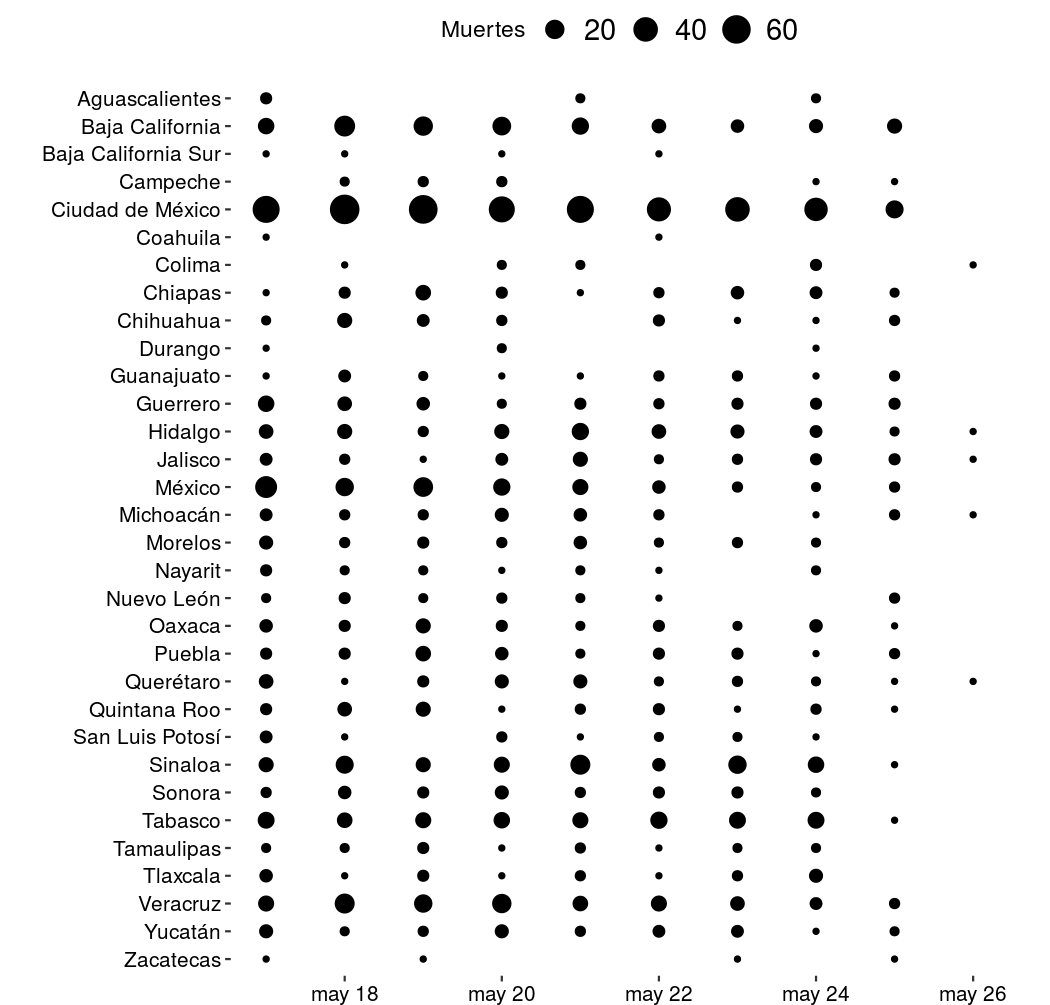 Muertes 20 40 60
Aguascalientes
Baja California
Baja California Sur
Campeche
Ciudad de México
Coahuila
Colima
Chiapas
Chihuahua
Durango
Guanajuato
Guerrero
Hidalgo
Jalisco
México
Michoacán
Morelos
Nayarit
Nuevo León
Oaxaca
Puebla
Querétaro
Quintana Roo
San Luis Potosí
Sinaloa
Sonora
Tabasco
Tamaulipas
Tlaxcala
Veracruz
Yucatán
Zacatecas
may 18 may 20 may 22 may 24 may 26